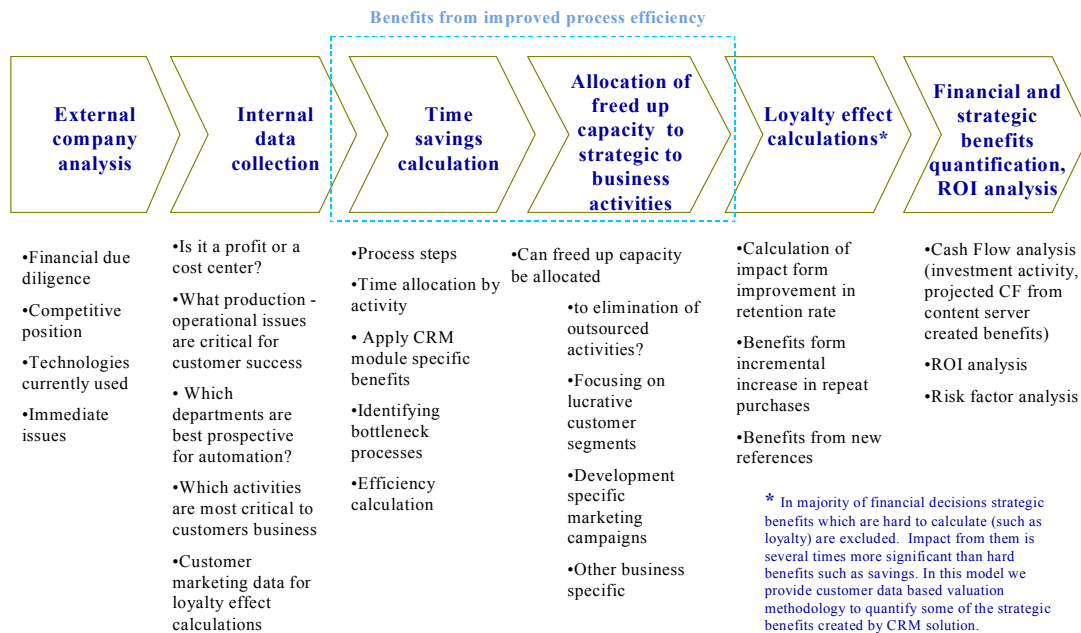 Benefits from improved process efficiency
External
company
analysis
Internal
data
collection
Time
savings
calculation
Allocation of
freed up
capacity to
strategic to
business
activities
Loyalty effect
calculations*
Financial and
strategic
benefits
quantification,
ROI analysis
•Financial due
diligence
•Competitive
position
•Technologies
currently used
•Immediate
issues
•Is it a profit or a
cost center?
•What production -
operational issues
are critical for
customer success
• Which
departments are
best prospective
for automation?
•Which activities
are most critical to
customers business
•Customer
marketing data for
loyalty effect
calculations
•Process steps
•Time allocation by
activity
• Apply CRM
module specific
benefits
•Identifying
bottleneck
processes
•Efficiency
calculation
•Can freed up capacity
be allocated
•to elimination of
outsourced
activities?
•Focusing on
lucrative
customer
segments
•Development
specific
marketing
campaigns
•Other business
specific
•Calculation of
impact form
improvement in
retention rate
•Benefits form
incremental
increase in repeat
purchases
•Benefits from new
references
•Cash Flow analysis
(investment activity,
projected CF from
content server
created benefits)
•ROI analysis
•Risk factor analysis
* In majority of financial decisions strategic
benefits which are hard to calculate (such as
loyalty) are excluded. Impact from them is
several times more significant than hard
benefits such as savings. In this model we
provide customer data based valuation
methodology to quantify some of the strategic
benefits created by CRM solution.